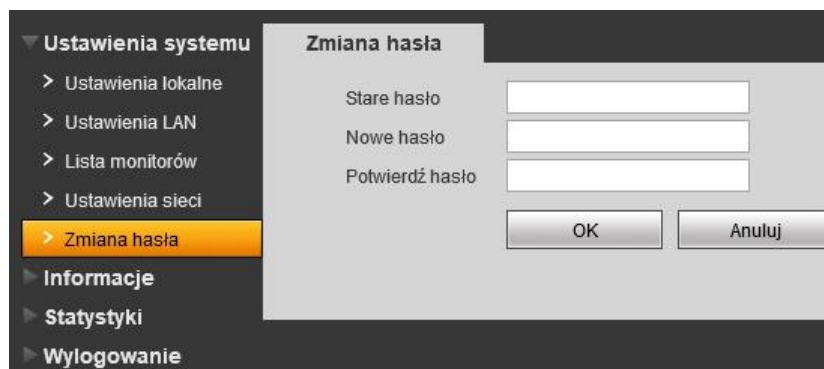 Ustawienia systemu
Ustawienia lokalne
Ustawienia LAN
Lista monitorów
Ustawienia sieci
Zmiana hasła
Informacje
Statystyki
Wylogowanie
Zmiana hasła
Stare hasło
Nowe hasło
Potwierdź hasło
OK
Anuluj